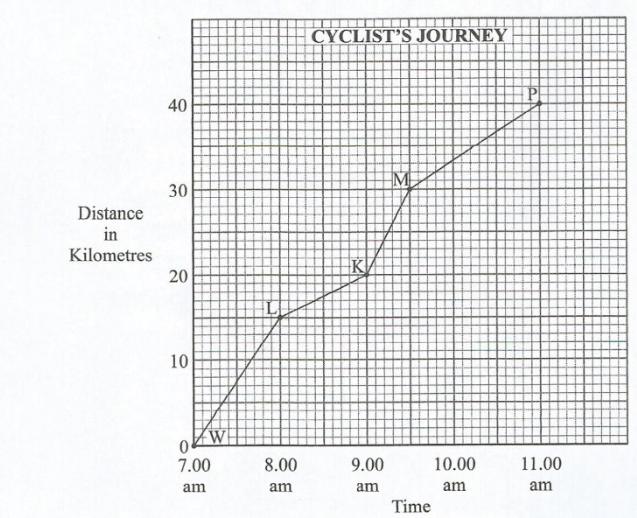 CYCLIST'S JOURNEY
P
40
M
30
Distance
in
Kilometres
K
20
L
10
W
0
7.00 8.00 9.00 10.00 11.00
am am am am am
Time